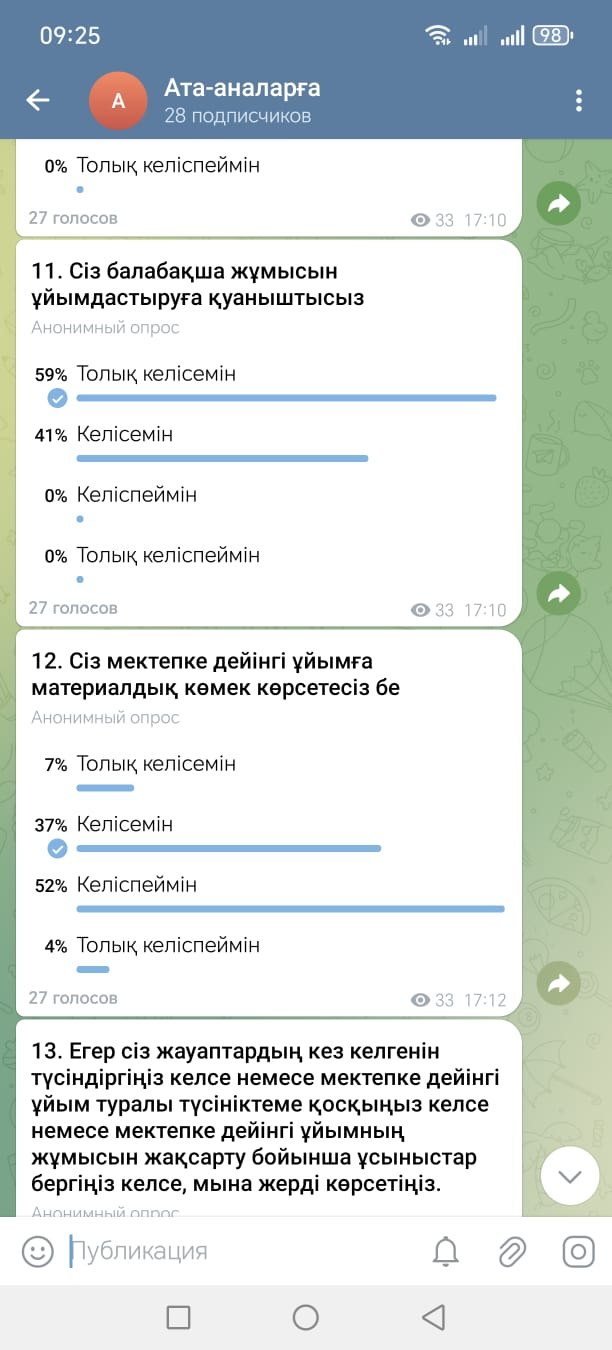 09:25
98
А
Ата-аналарға
28 подписчиков
0% Толық келіспеймін
27 голосов
33 17:10
11. Сіз балабақша жұмысын
ұйымдастыруға қуаныштысыз
Анонимный опрос
59% Толық келісемін
41% Келісемін
0% Келіспеймін
0% Толық келіспеймін
27 голосов
33 17:10
12. Сіз мектепке дейінгі ұйымға
материалдық көмек көрсетесіз бе
Анонимный опрос
7% Толық келісемін
37% Келісемін
52% Келіспеймін
4% Толық келіспеймін
27 голосов
33 17:12
13. Егер сіз жауаптардың кез келгенін
түсіндіргіңіз келсе немесе мектепке дейінгі
ұйым туралы түсініктеме қосқыңыз келсе
немесе мектепке дейінгі ұйымның
жұмысын жақсарту бойынша ұсыныстар
бергіңіз келсе, мына жерді көрсетіңіз.
Анонимный опрос
Публикация